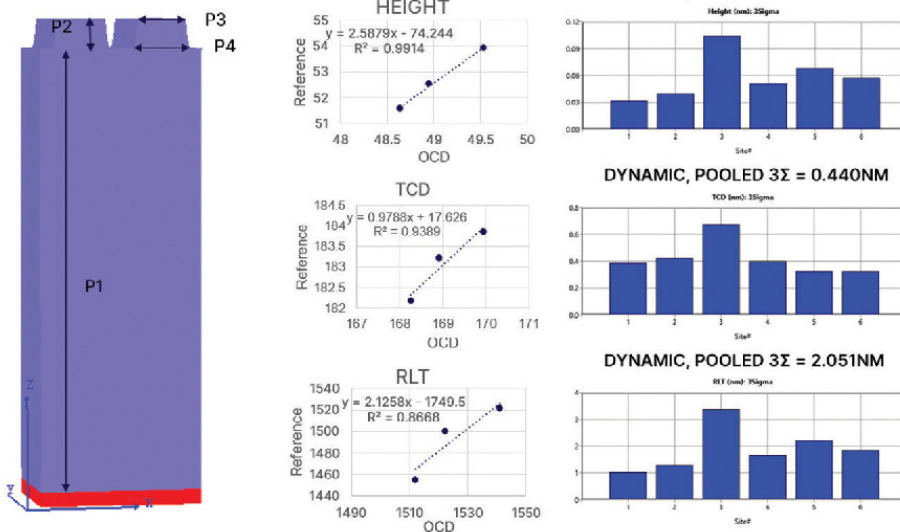 P2
P3
P4
P1
Z
X
HEIGHT
y = 2.5879x - 74.244
R² = 0.9914
Reference
55
54
53
52
51
48
48.5
49
49.5
50
OCD
TCD
y = 0.9788x + 17.626
R² = 0.9389
Reference
184.5
184
183.5
183
182.5
182
167
168
169
170
171
OCD
RLT
y = 2.1258x - 1749.5
R² = 0.8668
Reference
1540
1520
1500
1480
1460
1440
1490
1510
1530
1550
OCD
Height (nm): 3Sigma
0.12
0.09
0.06
0.03
0.00
1
2
3
4
5
6
Site#
DYNAMIC, POOLED 3Σ = 0.440NM
TCD (nm): 3Sigma
0.8
0.6
0.4
0.2
0.0
1
2
3
4
5
6
Site#
DYNAMIC, POOLED 3Σ = 2.051NM
RLT (nm): 3Sigma
4
3
2
1
0
1
2
3
4
5
6
Site#